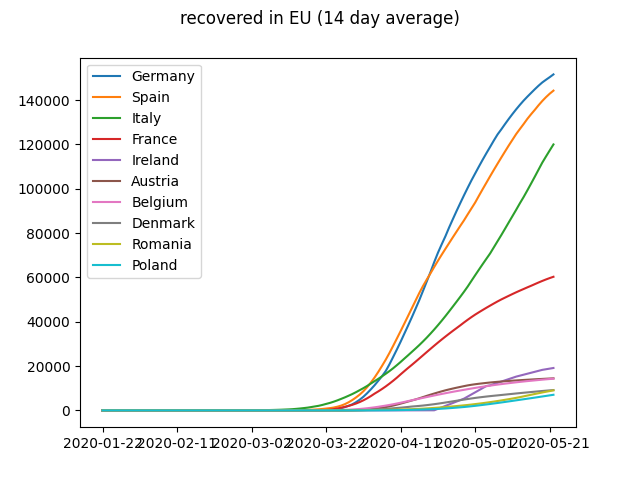 recovered in EU (14 day average)
Germany
Spain
Italy
France
Ireland
Austria
Belgium
Denmark
Romania
Poland
140000
120000
100000
80000
60000
40000
20000
0
2020-01-22 2020-02-11 2020-03-02 2020-03-22 2020-04-11 2020-05-01 2020-05-21